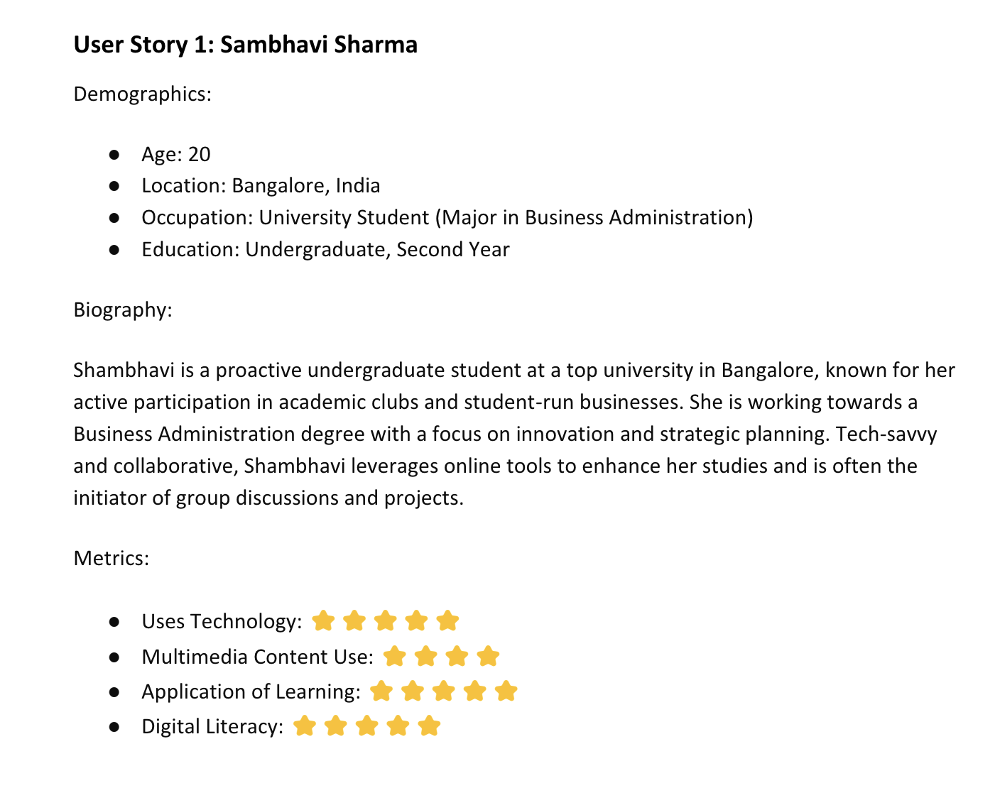 User Story 1: Sambhavi Sharma
Demographics:
● Age: 20
● Location: Bangalore, India
● Occupation: University Student (Major in Business Administration)
● Education: Undergraduate, Second Year
Biography:
Shambhavi is a proactive undergraduate student at a top university in Bangalore, known for her
active participation in academic clubs and student-run businesses. She is working towards a
Business Administration degree with a focus on innovation and strategic planning. Tech-savvy
and collaborative, Shambhavi leverages online tools to enhance her studies and is often the
initiator of group discussions and projects.
Metrics:
● Uses Technology: ⭐⭐⭐⭐⭐
● Multimedia Content Use: ⭐⭐⭐⭐
● Application of Learning: ⭐⭐⭐⭐⭐
● Digital Literacy: ⭐⭐⭐⭐⭐